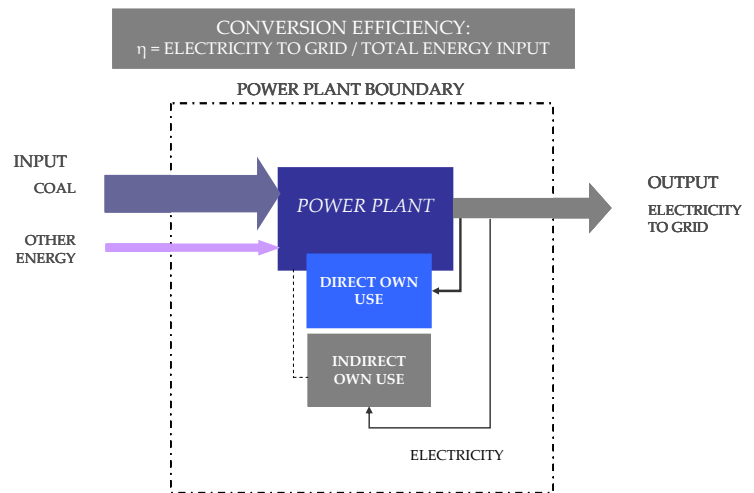 CONVERSION EFFICIENCY:
η = ELECTRICITY TO GRID / TOTAL ENERGY INPUT
POWER PLANT BOUNDARY
INPUT
COAL
OTHER
ENERGY
POWER PLANT
DIRECT OWN
USE
INDIRECT
OWN USE
ELECTRICITY
OUTPUT
ELECTRICITY
TO GRID